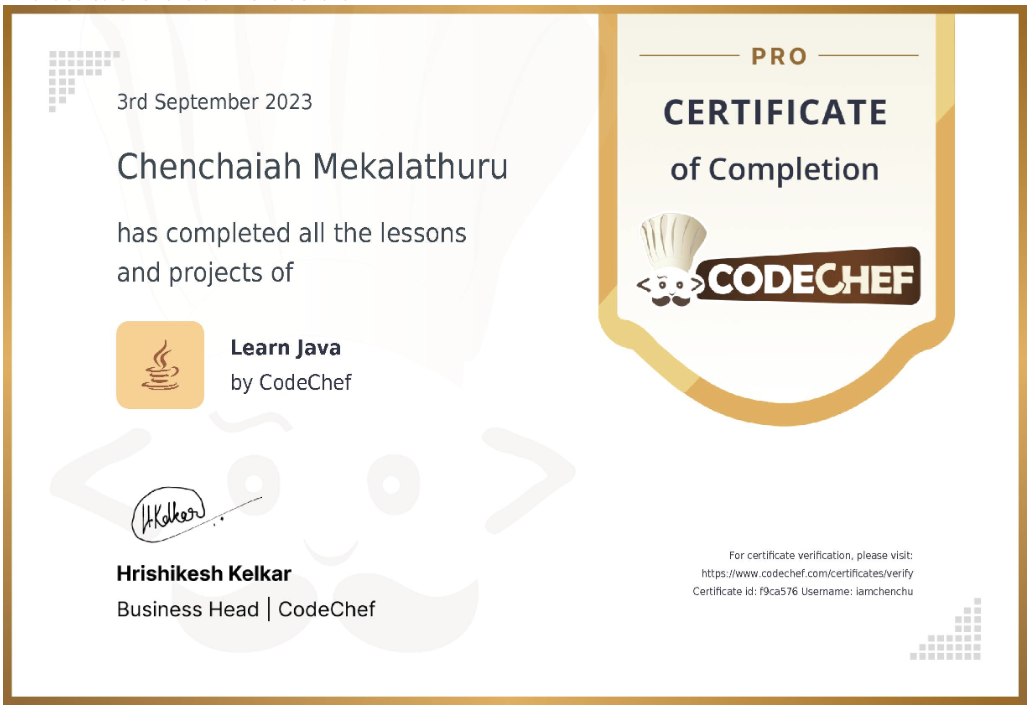 3rd September 2023
Chenchaiah Mekalathuru
has completed all the lessons
and projects of
Learn Java
by CodeChef
HKelkar
Hrishikesh Kelkar
Business Head | CodeChef
PRO
CERTIFICATE
of Completion
CODECHEF
For certificate verification, please visit:
https://www.codechef.com/certificates/verify
Certificate id: f9ca576 Username: iamchenchu